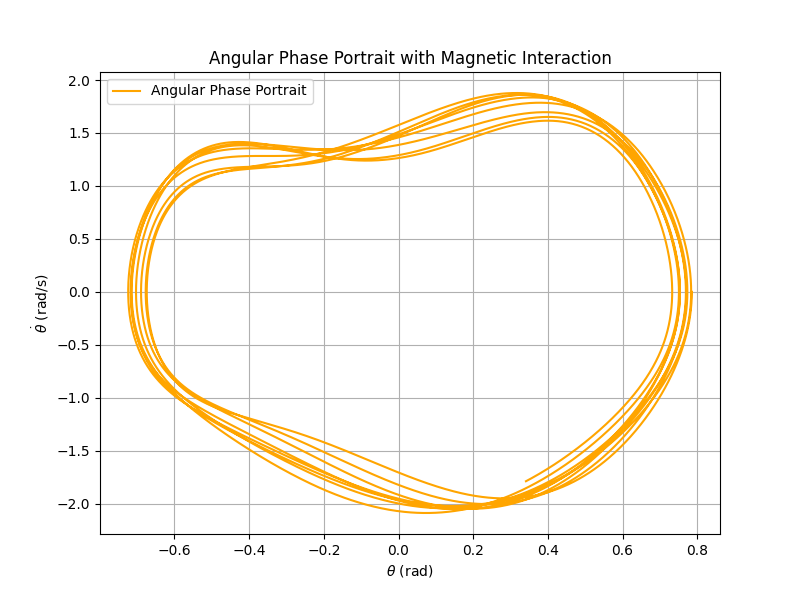 Angular Phase Portrait with Magnetic Interaction
Angular Phase Portrait
2.0
1.5
1.0
0.5
0.0
−0.5
−1.0
−1.5
−2.0
θ̇ (rad/s)
−0.6 −0.4 −0.2 0.0 0.2 0.4 0.6 0.8
θ (rad)